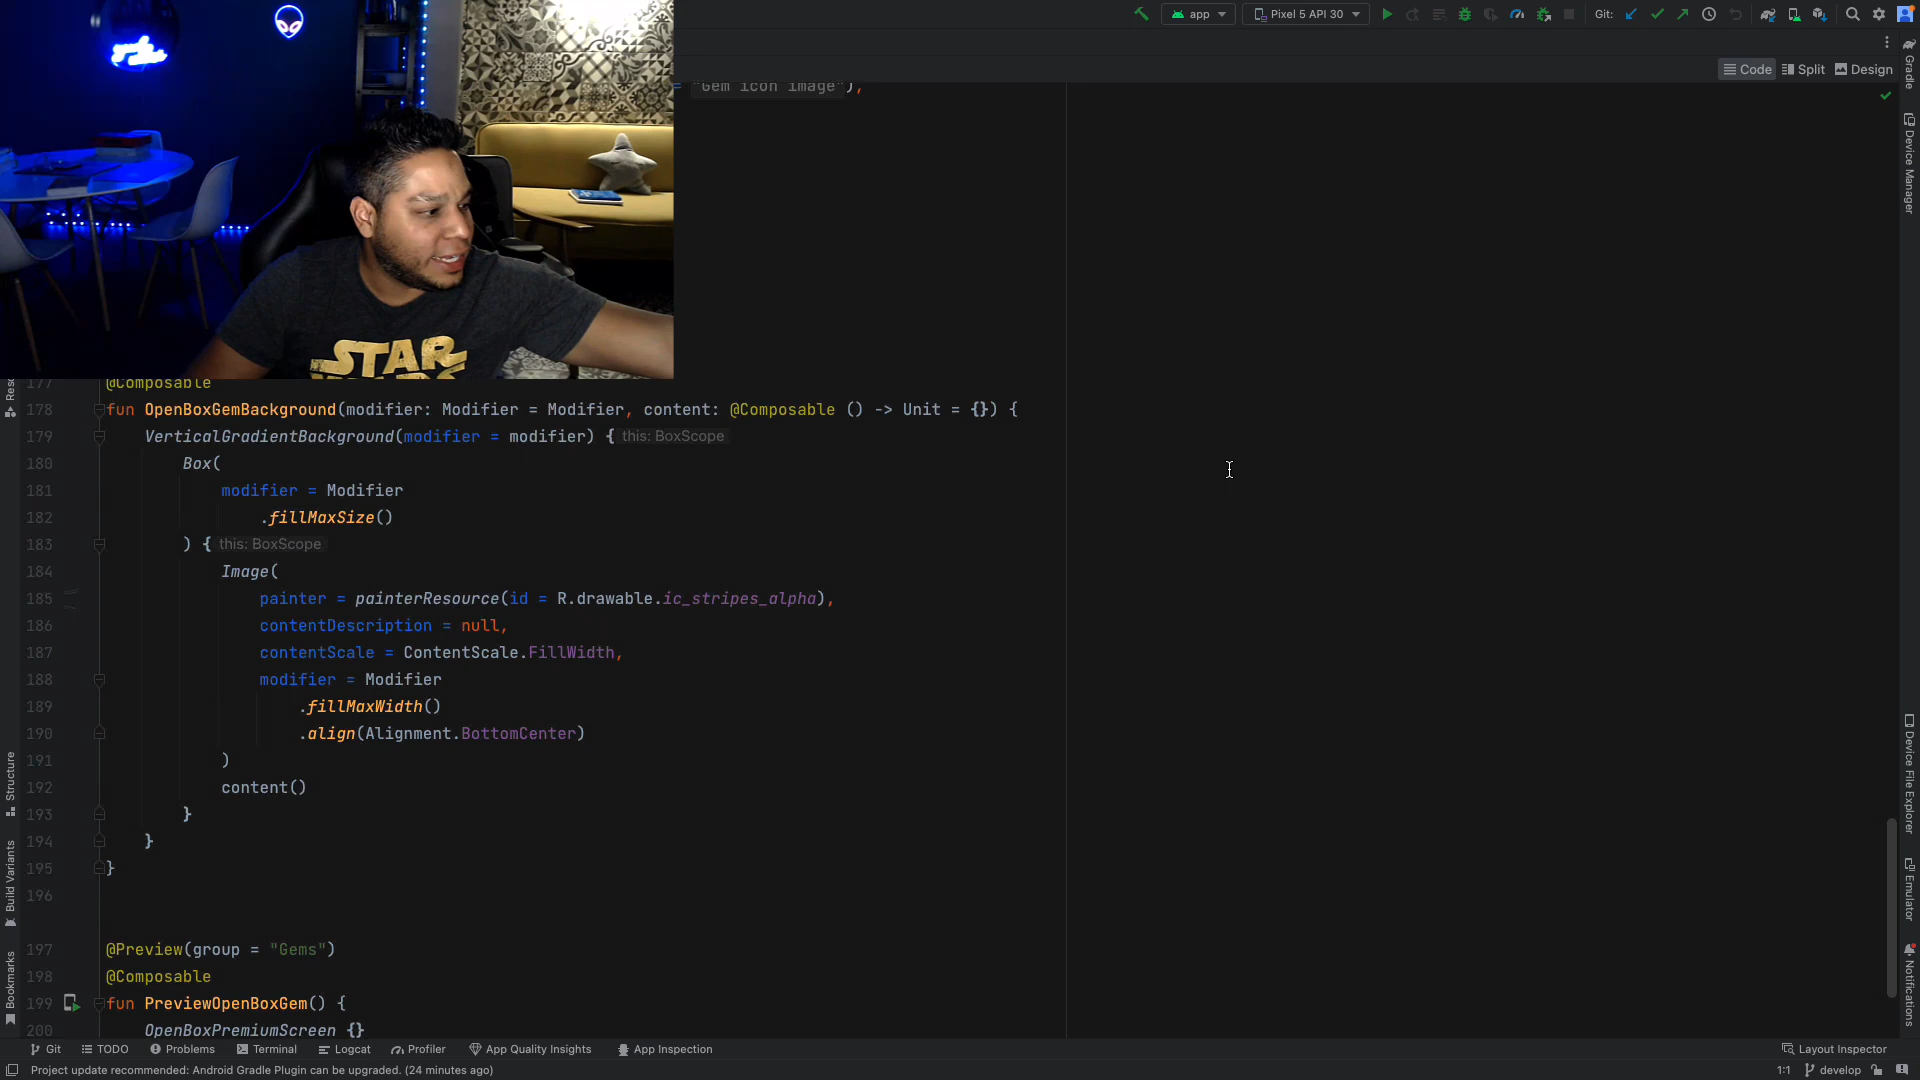 app
Pixel 5 API 30
Git:
Code
Split
Design
Gradle
Device Manager
= "Gem icon image"),
STAR
177 @Composable
178 fun OpenBoxGemBackground(modifier: Modifier = Modifier, content: @Composable () -> Unit = {}) {
179 VerticalGradientBackground(modifier = modifier) { this: BoxScope
180 Box(
181 modifier = Modifier
182 .fillMaxSize()
183 ) { this: BoxScope
184 Image(
185 painter = painterResource(id = R.drawable.ic_stripes_alpha),
186 contentDescription = null,
187 contentScale = ContentScale.FillWidth,
188 modifier = Modifier
189 .fillMaxWidth()
190 .align(Alignment.BottomCenter)
191 )
192 content()
193 }
194 }
195 }
196
197 @Preview(group = "Gems")
198 @Composable
199 fun PreviewOpenBoxGem() {
200 OpenBoxPremiumScreen {}
Structure
Build Variants
Bookmarks
Device File Explorer
Emulator
Notifications
Git
TODO
Problems
Terminal
Logcat
Profiler
App Quality Insights
App Inspection
Layout Inspector
Project update recommended: Android Gradle Plugin can be upgraded. (24 minutes ago)
1:1
develop